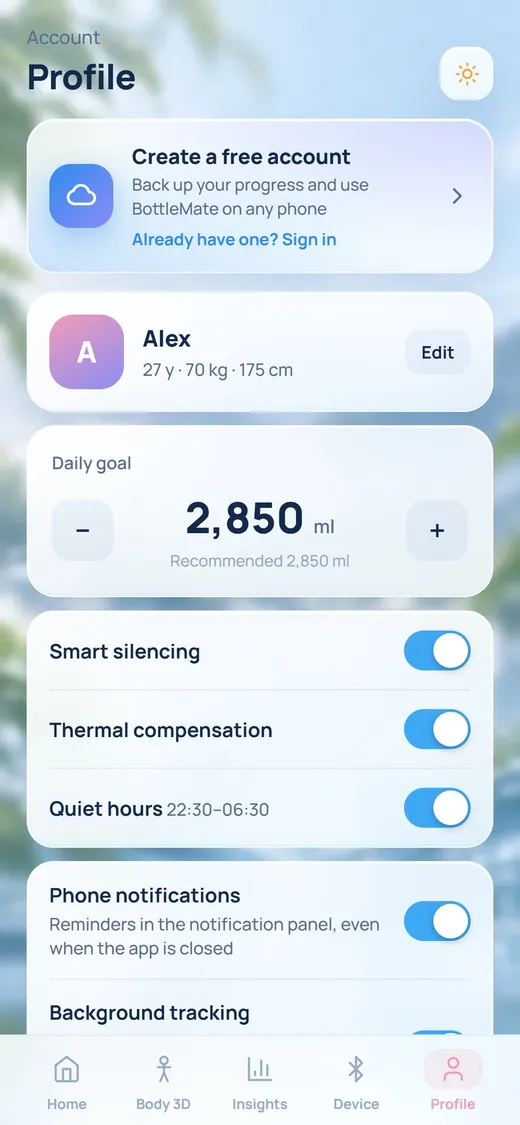 Account
Profile
Create a free account
Back up your progress and use
BottleMate on any phone
Already have one? Sign in
A
Alex
27 y · 70 kg · 175 cm
Edit
Daily goal
−
2,850 ml
+
Recommended 2,850 ml
Smart silencing
Thermal compensation
Quiet hours 22:30–06:30
Phone notifications
Reminders in the notification panel, even
when the app is closed
Background tracking
Home
Body 3D
Insights
Device
Profile